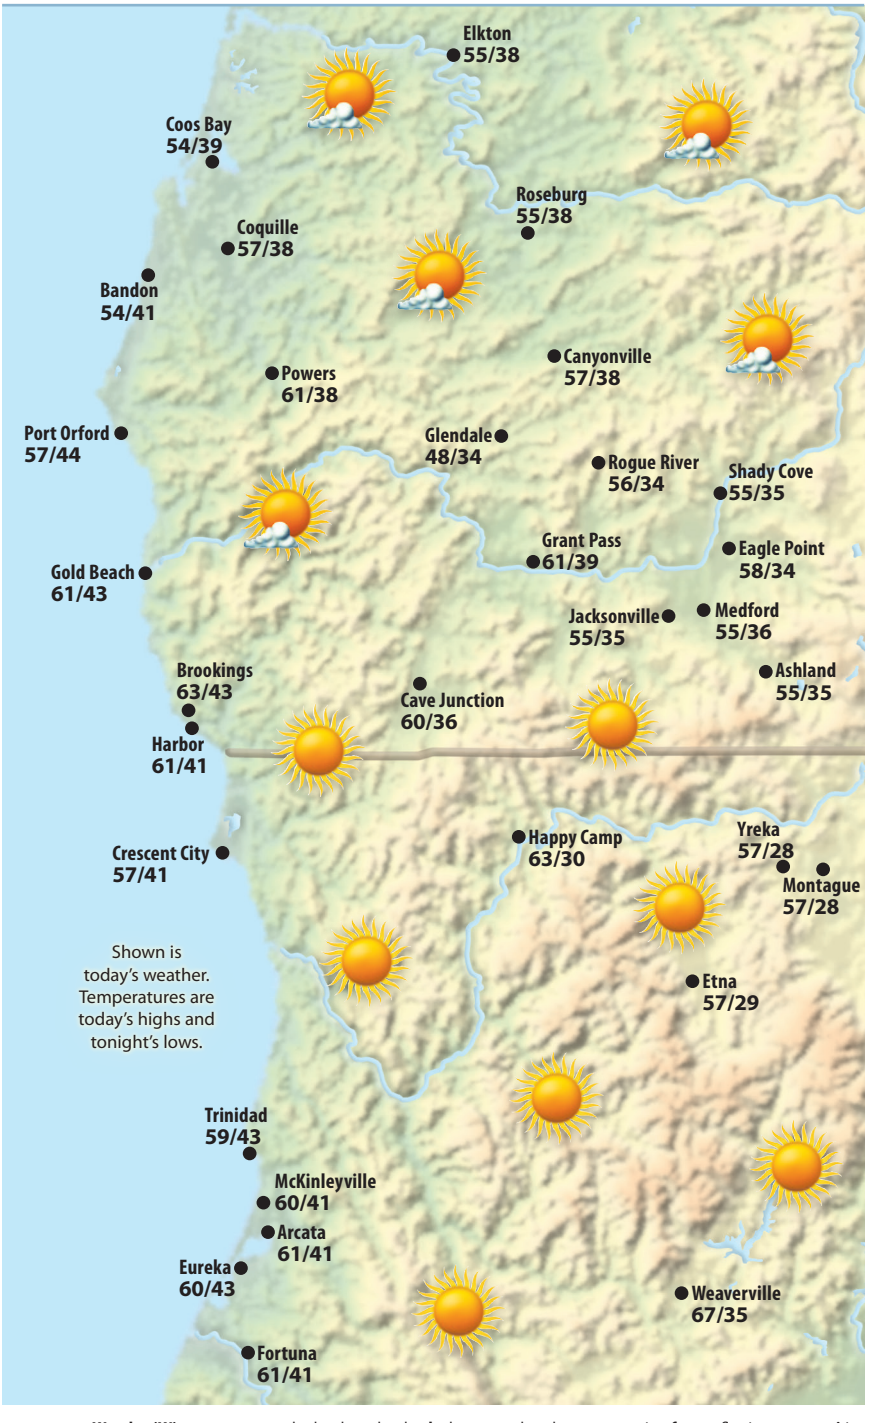 Elkton
55/38
Coos Bay
54/39
Roseburg
55/38
Coquille
57/38
Bandon
54/41
Canyonville
57/38
Powers
61/38
Port Orford
57/44
Glendale
48/34
Rogue River
56/34
Shady Cove
55/35
Grant Pass
61/39
Eagle Point
58/34
Gold Beach
61/43
Jacksonville
55/35
Medford
55/36
Brookings
63/43
Cave Junction
60/36
Ashland
55/35
Harbor
61/41
Crescent City
57/41
Happy Camp
63/30
Yreka
57/28
Montague
57/28
Shown is
today's weather.
Temperatures are
today's highs and
tonight's lows.
Etna
57/29
Trinidad
59/43
McKinleyville
60/41
Arcata
61/41
Eureka
60/43
Weaverville
67/35
Fortuna
61/41